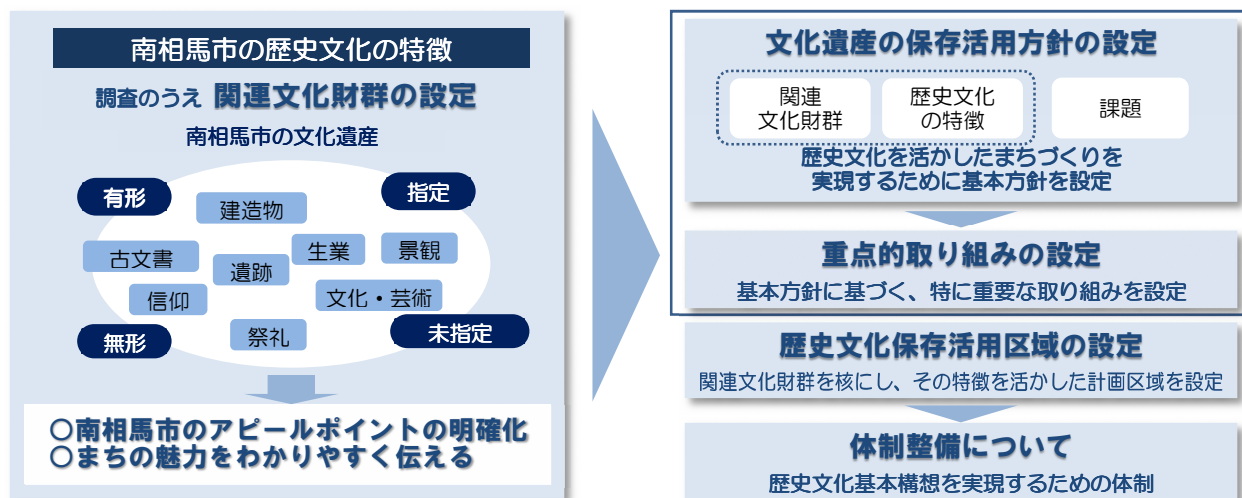 南相馬市の歴史文化の特徴
調査のうえ 関連文化財群の設定
南相馬市の文化遺産
有形
指定
建造物
古文書
遺跡
生業
景観
信仰
文化・芸術
無形
祭礼
未指定
○南相馬市のアピールポイントの明確化
○まちの魅力をわかりやすく伝える
文化遺産の保存活用方針の設定
関連
文化財群
歴史文化
の特徴
課題
歴史文化を活かしたまちづくりを
実現するために基本方針を設定
重点的取り組みの設定
基本方針に基づく、特に重要な取り組みを設定
歴史文化保存活用区域の設定
関連文化財群を核にし、その特徴を活かした計画区域を設定
体制整備について
歴史文化基本構想を実現するための体制